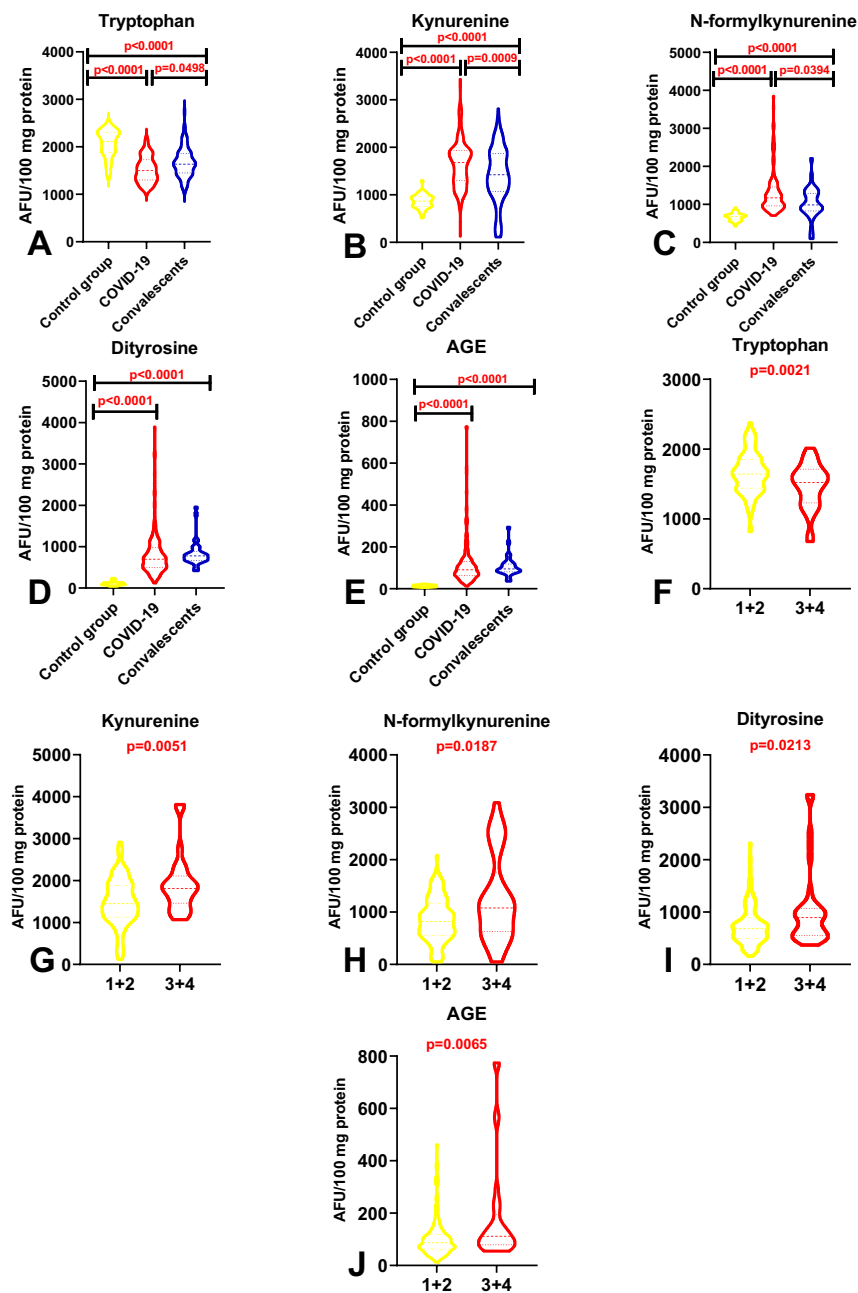 Tryptophan
p<0.0001
p<0.0001 p=0.0498
AFU/100 mg protein
4000
3000
2000
1000
0
A
Control group
COVID-19
Convalescents
Kynurenine
p<0.0001
p<0.0001 p=0.0009
AFU/100 mg protein
4000
3000
2000
1000
0
B
Control group
COVID-19
Convalescents
N-formylkynurenine
p<0.0001
p<0.0001 p=0.0394
AFU/100 mg protein
5000
4000
3000
2000
1000
0
C
Control group
COVID-19
Convalescents
Dityrosine
p<0.0001
p<0.0001
AFU/100 mg protein
5000
4000
3000
2000
1000
0
D
Control group
COVID-19
Convalescents
AGE
p<0.0001
p<0.0001
AFU/100 mg protein
1000
800
600
400
200
0
E
Control group
COVID-19
Convalescents
Tryptophan
p=0.0021
AFU/100 mg protein
3000
2000
1000
0
F
1+2 3+4
Kynurenine
p=0.0051
AFU/100 mg protein
5000
4000
3000
2000
1000
0
G
1+2 3+4
N-formylkynurenine
p=0.0187
AFU/100 mg protein
4000
3000
2000
1000
0
H
1+2 3+4
Dityrosine
p=0.0213
AFU/100 mg protein
4000
3000
2000
1000
0
I
1+2 3+4
AGE
p=0.0065
AFU/100 mg protein
800
600
400
200
0
J
1+2 3+4